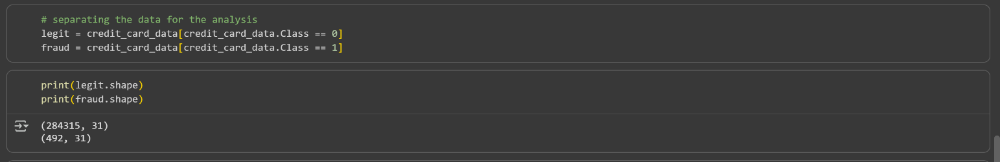 # separating the data for the analysis
legit = credit_card_data[credit_card_data.Class == 0]
fraud = credit_card_data[credit_card_data.Class == 1]
print(legit.shape)
print(fraud.shape)
(284315, 31)
(492, 31)